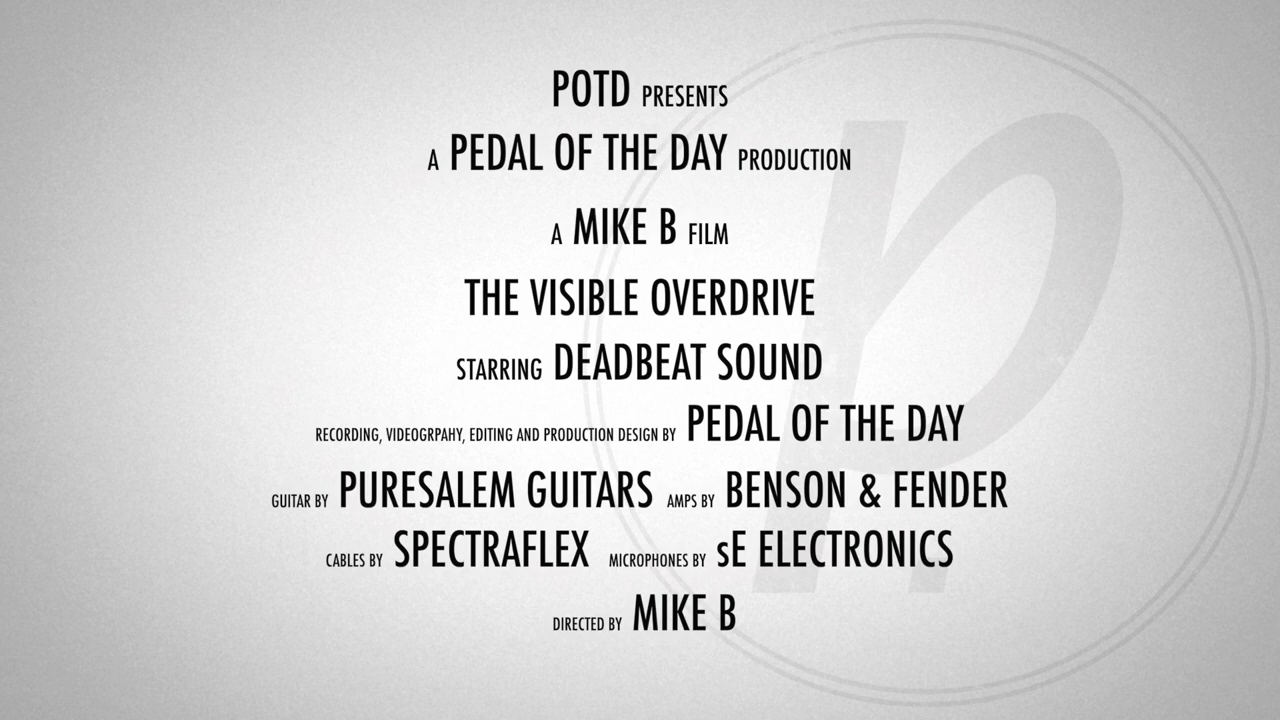 POTD PRESENTS
A PEDAL OF THE DAY PRODUCTION
A MIKE B FILM
THE VISIBLE OVERDRIVE
STARRING DEADBEAT SOUND
RECORDING, VIDEOGRPAHY, EDITING AND PRODUCTION DESIGN BY PEDAL OF THE DAY
GUITAR BY PURESALEM GUITARS AMPS BY BENSON & FENDER
CABLES BY SPECTRAFLEX MICROPHONES BY sE ELECTRONICS
DIRECTED BY MIKE B